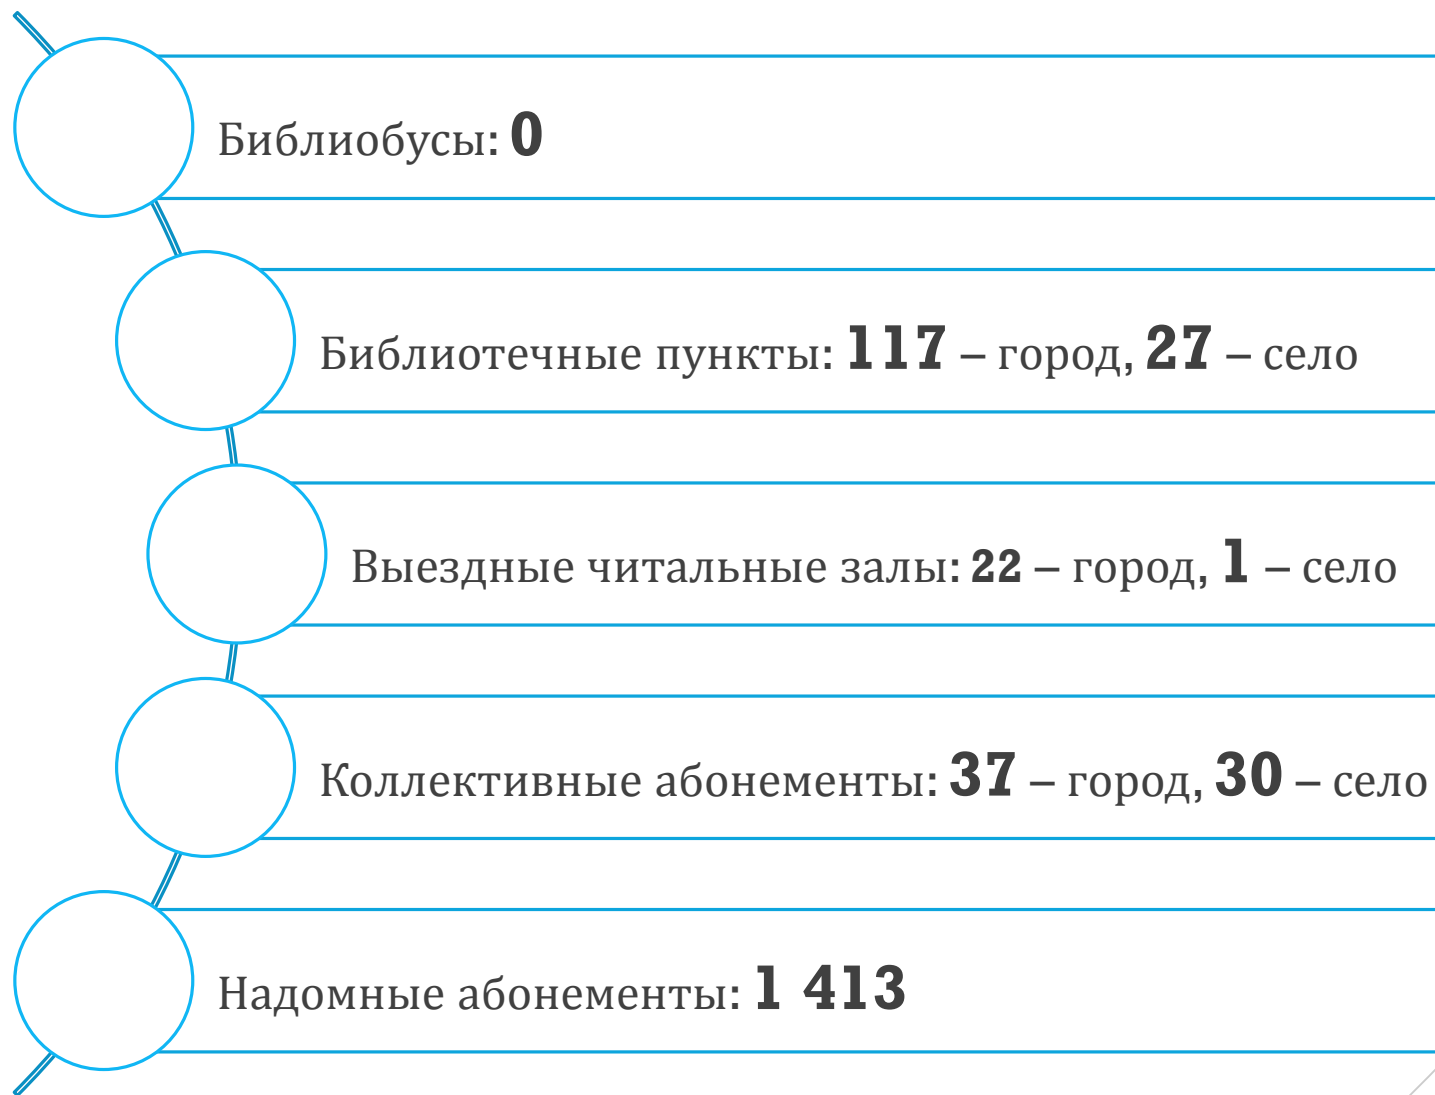 Библиобусы: 0
Библиотечные пункты: 117 – город, 27 – село
Выездные читальные залы: 22 – город, 1 – село
Коллективные абонементы: 37 – город, 30 – село
Надомные абонементы: 1 413